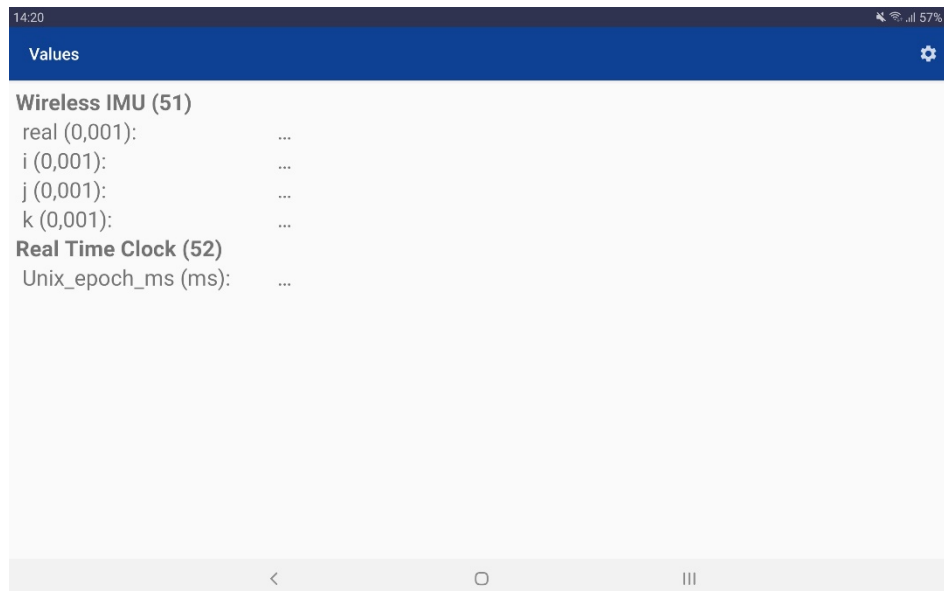 14:20 57%
Values
Wireless IMU (51)
real (0,001): ...
i (0,001): ...
j (0,001): ...
k (0,001): ...
Real Time Clock (52)
Unix_epoch_ms (ms): ...